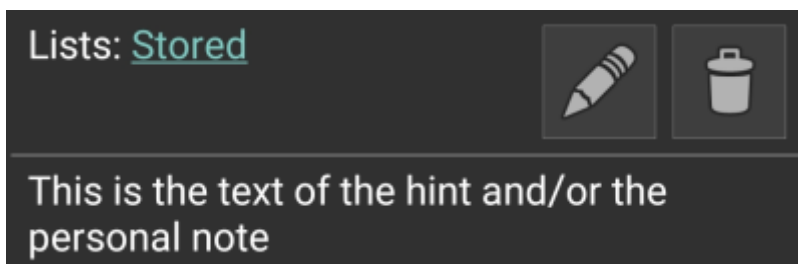 Lists: Stored
This is the text of the hint and/or the
personal note